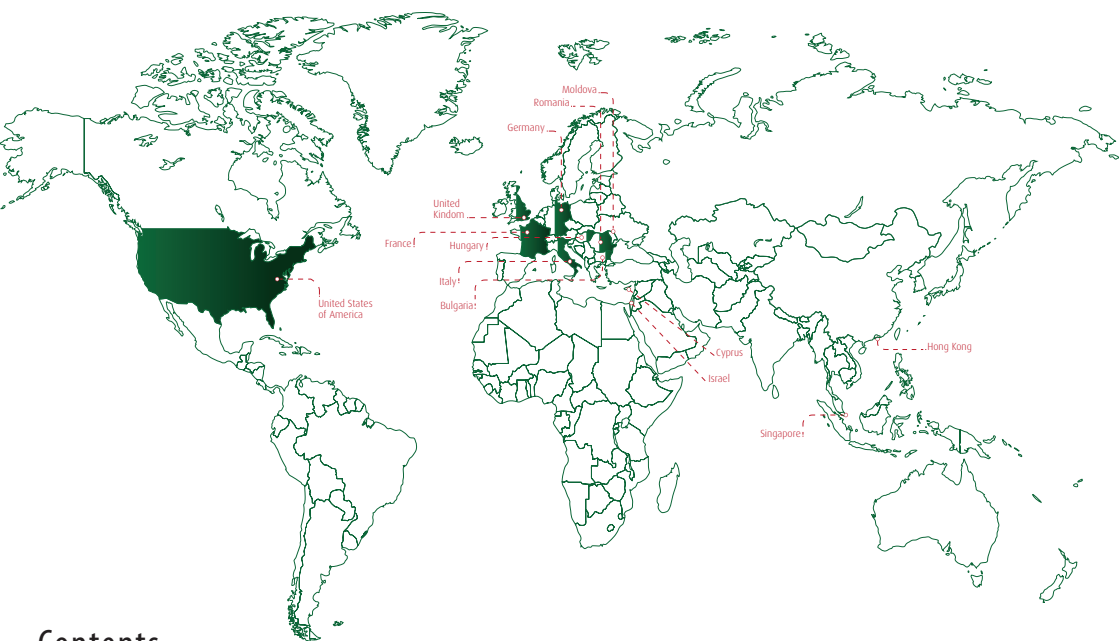 Moldova
Romania
Germany
United
Kindom
France
Hungary
Italy
Bulgaria
United States
of America
Cyprus
Israel
Hong Kong
Singapore
Contents